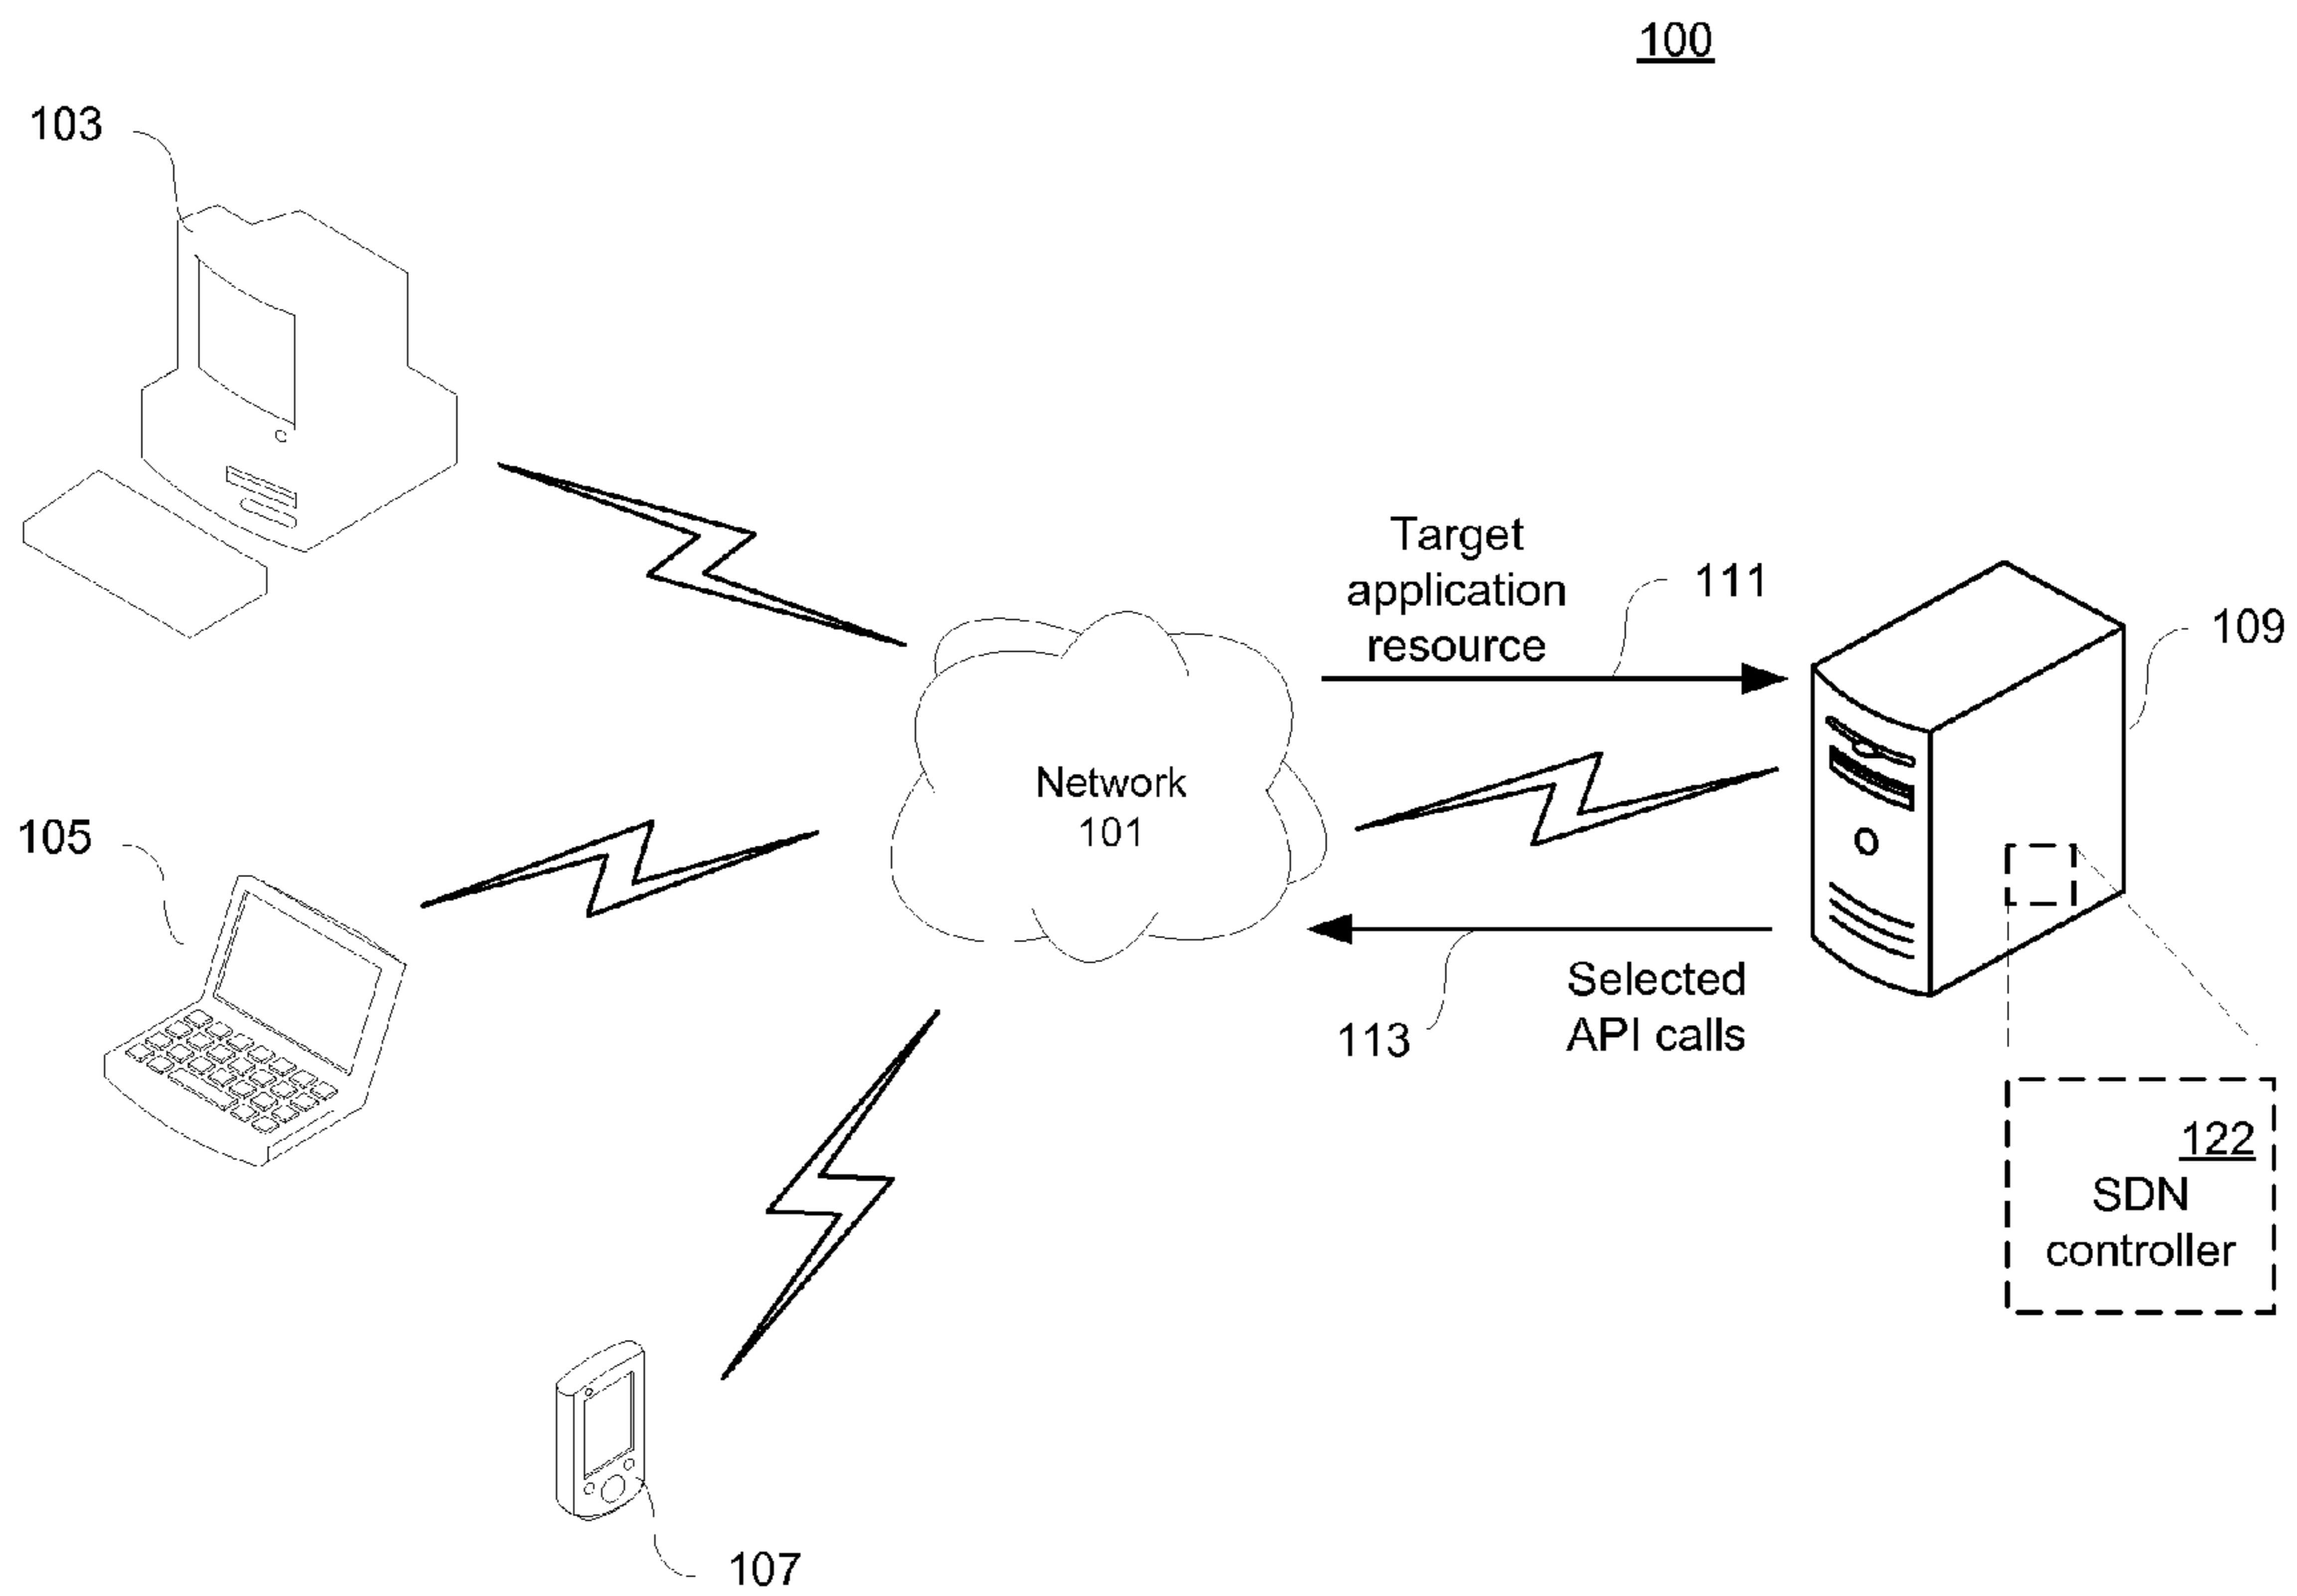 100
103
Target
application
resource
111
109
Network
101
105
Selected
API calls
113
122
SDN
controller
107